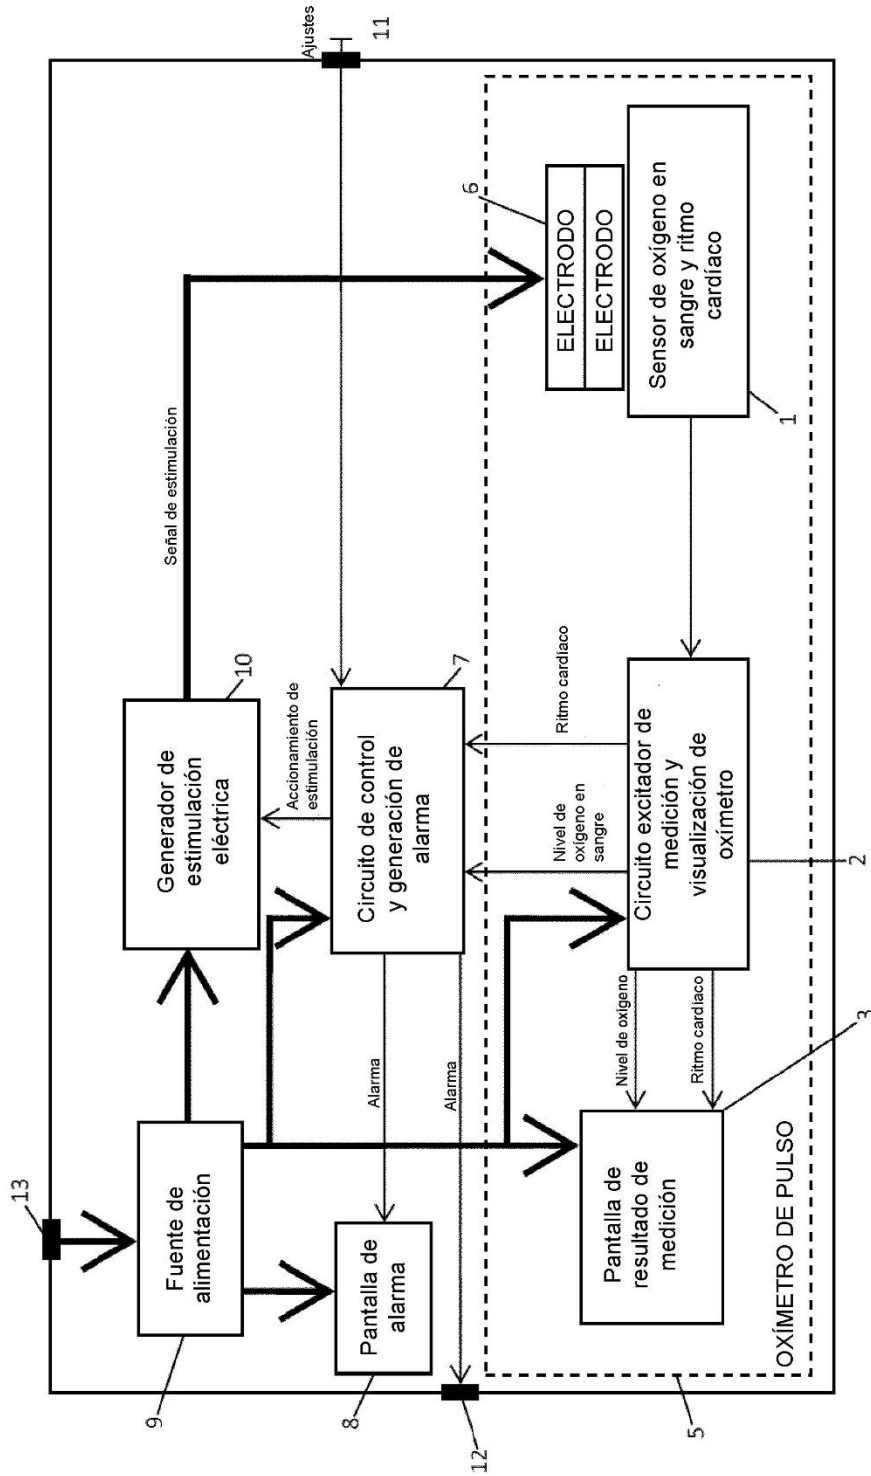 13
9
Fuente de
alimentación
Generador de
estimulación
eléctrica
10
Señal de estimulación
Ajustes
11
8
Pantalla de
alarma
Alarma
Alarma
12
Accionamiento de
estimulación
Circuito de control
y generación de
alarma
7
Nivel de
oxígeno en
sangre
Ritmo cardíaco
6
ELECTRODO
ELECTRODO
Sensor de oxígeno en
sangre y ritmo
cardíaco
1
Circuito excitador de
medición y
visualización de
oxímetro
2
Nivel de oxígeno
Ritmo cardíaco
Pantalla de
resultado de
medición
3
OXÍMETRO DE PULSO
5